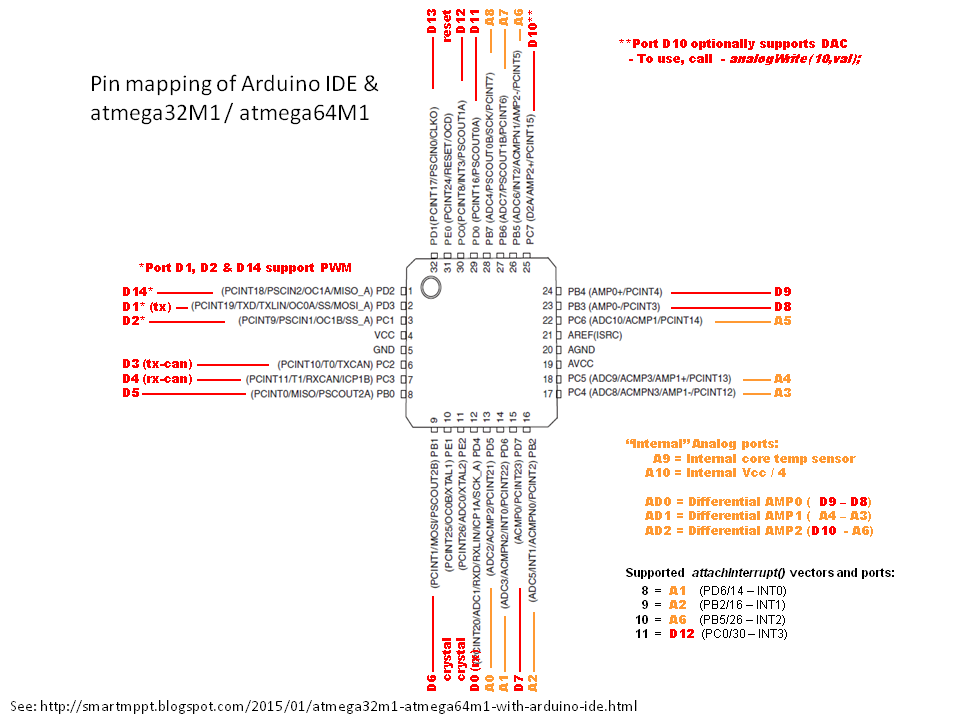 Pin mapping of Arduino IDE &
atmega32M1 / atmega64M1
**Port D10 optionally supports DAC
- To use, call - analogWrite(10,val);
D13
reset
D12
D11
A8
A7
A6
D10**
PD1(PCINT17/PSCIN0/CLKO)
PE0 (PCINT24/RESET/OCD)
PC0(PCINT8/INT3/PSCOUT1A)
PD0 (PCINT16/PSCOUT0A)
PB7 (ADC4/PSCOUT0B/SCK/PCINT7)
PB6 (ADC7/PSCOUT1B/PCINT6)
PB5 (ADC6/INT2/ACMPN1/AMP2-/PCINT5)
PC7 (D2A/AMP2+/PCINT15)
32
31
30
29
28
27
26
25
*Port D1, D2 & D14 support PWM
D14* (PCINT18/PSCIN2/OC1A/MISO_A) PD2 1
D1* (tx) (PCINT19/TXD/TXLIN/OC0A/SS/MOSI_A) PD3 2
D2* (PCINT9/PSCIN1/OC1B/SS_A) PC1 3
VCC 4
GND 5
D3 (tx-can) (PCINT10/T0/TXCAN) PC2 6
D4 (rx-can) (PCINT11/T1/RXCAN/ICP1B) PC3 7
D5 (PCINT0/MISO/PSCOUT2A) PB0 8
24 PB4 (AMP0+/PCINT4) D9
23 PB3 (AMP0-/PCINT3) D8
22 PC6 (ADC10/ACMP1/PCINT14) A5
21 AREF(ISRC)
20 AGND
19 AVCC
18 PC5 (ADC9/ACMP3/AMP1+/PCINT13) A4
17 PC4 (ADC8/ACMPN3/AMP1-/PCINT12) A3
9
10
11
12
13
14
15
16
(PCINT1/MOSI/PSCOUT2B) PB1
(PCINT25/OC0B/XTAL1) PE1
(PCINT26/ADC0/XTAL2) PE2
(PCINT20/ADC1/RXD/RXLIN/ICP1A/SCK_A) PD4
(ADC2/ACMP2/PCINT21) PD5
(ADC3/ACMPN2/INT0/PCINT22) PD6
(ACMP0/PCINT23) PD7
(ADC5/INT1/ACMPN0/PCINT2) PB2
D6
crystal
crystal
D0 (rx)
A0
A1
D7
A2
“Internal” Analog ports:
A9 = Internal core temp sensor
A10 = Internal Vcc / 4
AD0 = Differential AMP0 ( D9 – D8)
AD1 = Differential AMP1 ( A4 – A3)
AD2 = Differential AMP2 (D10 - A6)
Supported attachInterrupt() vectors and ports:
8 = A1 (PD6/14 – INT0)
9 = A2 (PB2/16 – INT1)
10 = A6 (PB5/26 – INT2)
11 = D12 (PC0/30 – INT3)
See: http://smartmppt.blogspot.com/2015/01/atmega32m1-atmega64m1-with-arduino-ide.html